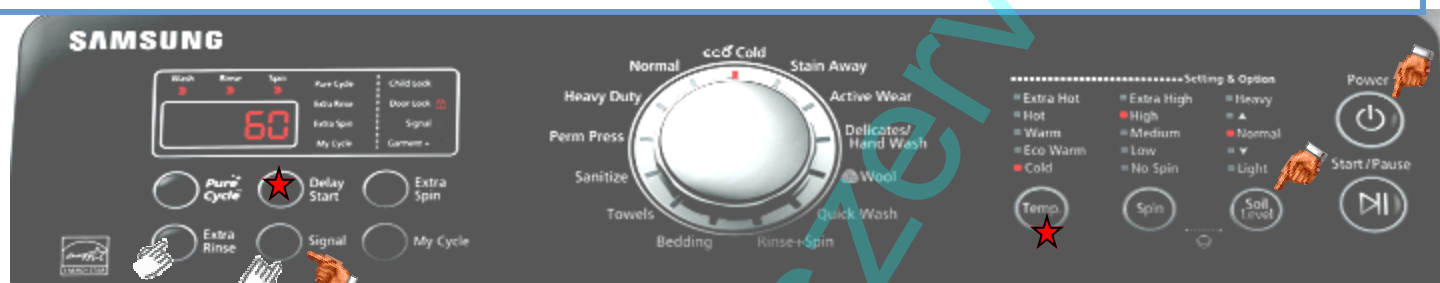 SAMSUNG
Wash Rinse Spin
60
Pure Cycle
Extra Rinse
Extra Spin
My Cycle
Child Lock
Door Lock
Signal
Garment +
Pure Cycle
Delay Start
Extra Spin
Extra Rinse
Signal
My Cycle
ENERGY STAR
eco Cold
Normal
Heavy Duty
Perm Press
Sanitize
Towels
Bedding
Stain Away
Active Wear
Delicates/
Hand Wash
Wool
Quick Wash
Rinse+Spin
Setting & Option
Extra Hot
Hot
Warm
Eco Warm
Cold
Temp.
Extra High
High
Medium
Low
No Spin
Spin
Heavy
Normal
Light
Soil
Level
Power
Start/Pause